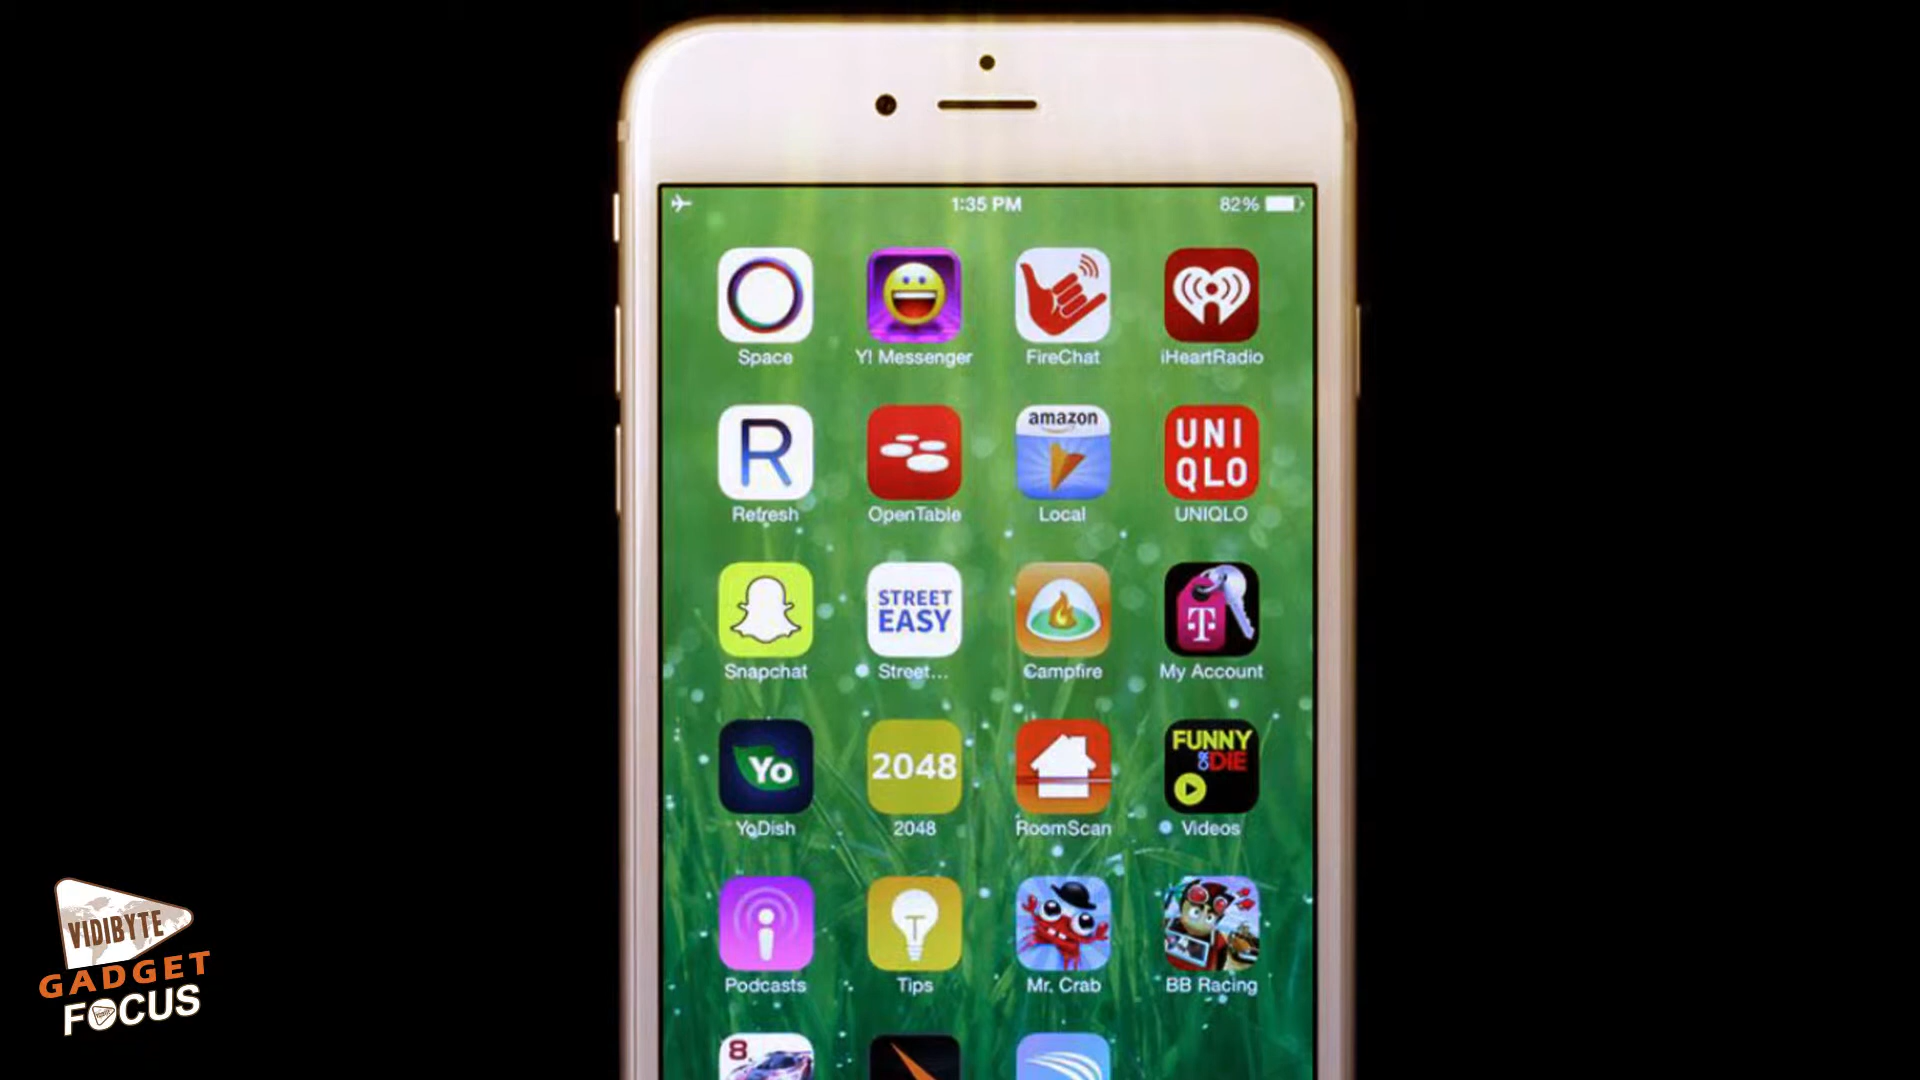 1:35 PM
82%
Space
Y! Messenger
FireChat
iHeartRadio
R
Refresh
OpenTable
amazon
Local
UNI
QLO
UNIQLO
Snapchat
STREET
EASY
Street...
Campfire
T
My Account
Yo
YoDish
2048
2048
RoomScan
FUNNY
OR DIE
Videos
Podcasts
T
Tips
Mr. Crab
BB Racing
8
VIDIBYTE
GADGET
FOCUS